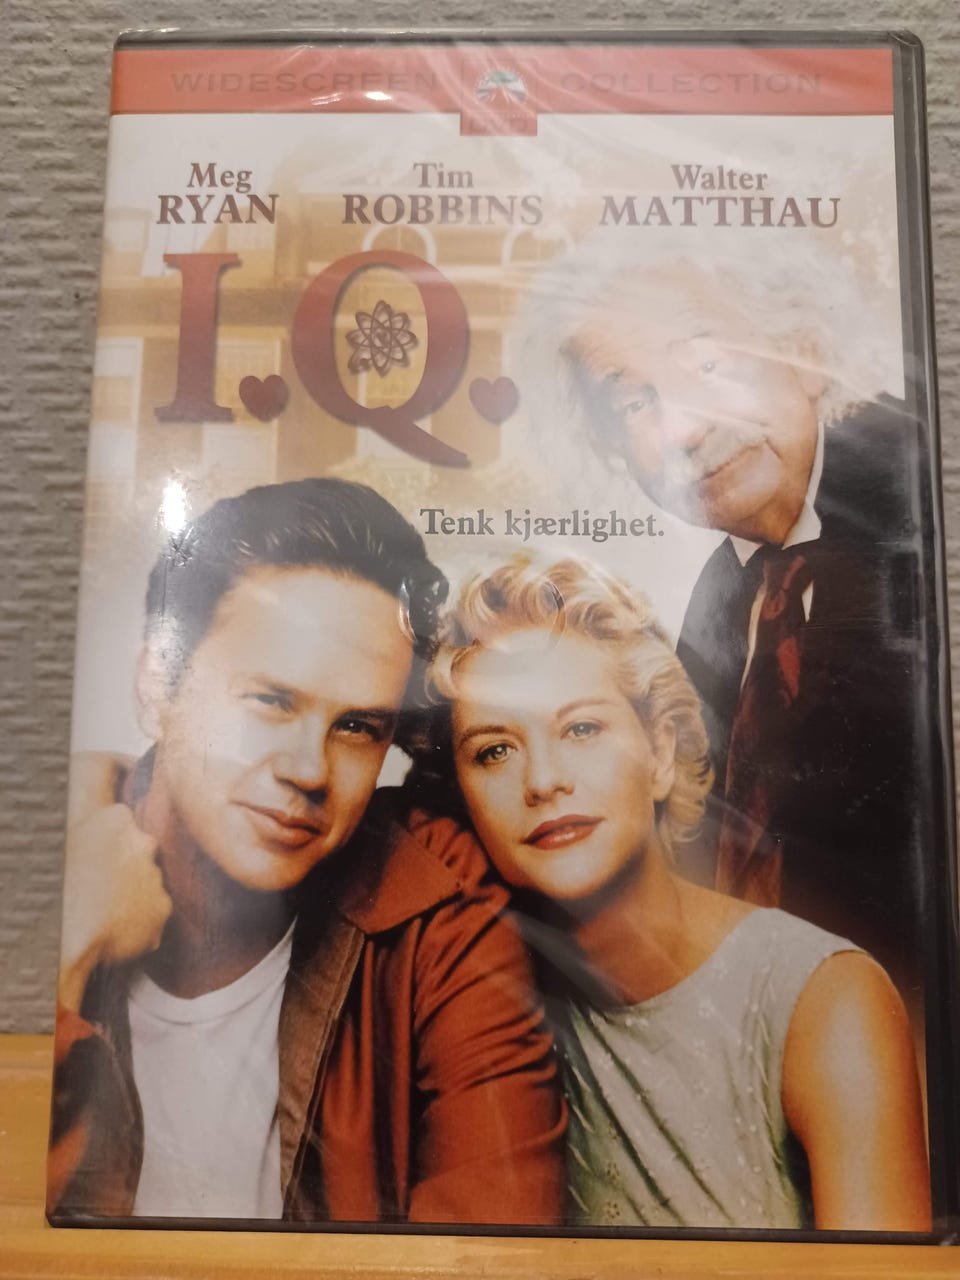 WIDESCREEN COLLECTION
Meg Tim Walter
RYAN ROBBINS MATTHAU
I.Q.
Tenk kjærlighet.